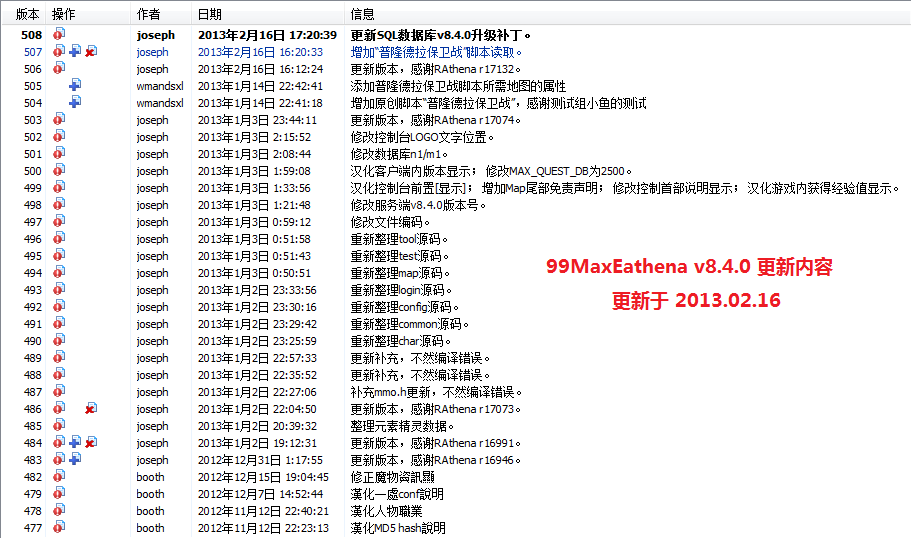 版本 操作 作者 日期 信息
508 joseph 2013年2月16日 17:20:39 更新SQL数据库v8.4.0升级补丁。
507 joseph 2013年2月16日 16:20:33 增加“普隆德拉保卫战”脚本读取。
506 joseph 2013年2月16日 16:12:24 更新版本，感谢RAthena r17132。
505 wmandsxl 2013年1月14日 22:42:41 添加普隆德拉保卫战脚本所需地图的属性
504 wmandsxl 2013年1月14日 22:41:18 增加原创脚本“普隆德拉保卫战”，感谢测试组小鱼的测试
503 joseph 2013年1月3日 23:44:11 更新版本，感谢RAthena r17074。
502 joseph 2013年1月3日 2:15:52 修改控制台LOGO文字位置。
501 joseph 2013年1月3日 2:08:44 修改数据库n1/m1。
500 joseph 2013年1月3日 1:59:08 汉化客户端内版本显示； 修改MAX_QUEST_DB为2500。
499 joseph 2013年1月3日 1:33:56 汉化控制台前置[显示]； 增加Map尾部免责声明； 修改控制首部说明显示； 汉化游戏内获得经验值显示。
498 joseph 2013年1月3日 1:21:48 修改服务端v8.4.0版本号。
497 joseph 2013年1月3日 0:59:12 修改文件编码。
496 joseph 2013年1月3日 0:51:58 重新整理tool源码。
495 joseph 2013年1月3日 0:51:43 重新整理test源码。
494 joseph 2013年1月3日 0:50:51 重新整理map源码。
493 joseph 2013年1月2日 23:33:56 重新整理login源码。
492 joseph 2013年1月2日 23:30:16 重新整理config源码。
491 joseph 2013年1月2日 23:29:42 重新整理common源码。
490 joseph 2013年1月2日 23:25:59 重新整理char源码。
489 joseph 2013年1月2日 22:57:33 更新补充，不然编译错误。
488 joseph 2013年1月2日 22:35:52 更新补充，不然编译错误。
487 joseph 2013年1月2日 22:27:06 补充mmo.h更新，不然编译错误。
486 joseph 2013年1月2日 22:04:50 更新版本，感谢RAthena r17073。
485 joseph 2013年1月2日 20:39:32 整理元素精灵数据。
484 joseph 2013年1月2日 19:12:31 更新版本，感谢RAthena r16991。
483 joseph 2012年12月31日 1:17:55 更新版本，感谢RAthena r16946。
482 booth 2012年12月15日 19:04:45 修正魔物資訊顯
479 booth 2012年12月7日 14:52:44 漢化一處conf說明
478 booth 2012年11月12日 22:40:21 漢化人物職業
477 booth 2012年11月12日 22:23:13 漢化MD5 hash說明
99MaxEathena v8.4.0 更新内容
更新于 2013.02.16